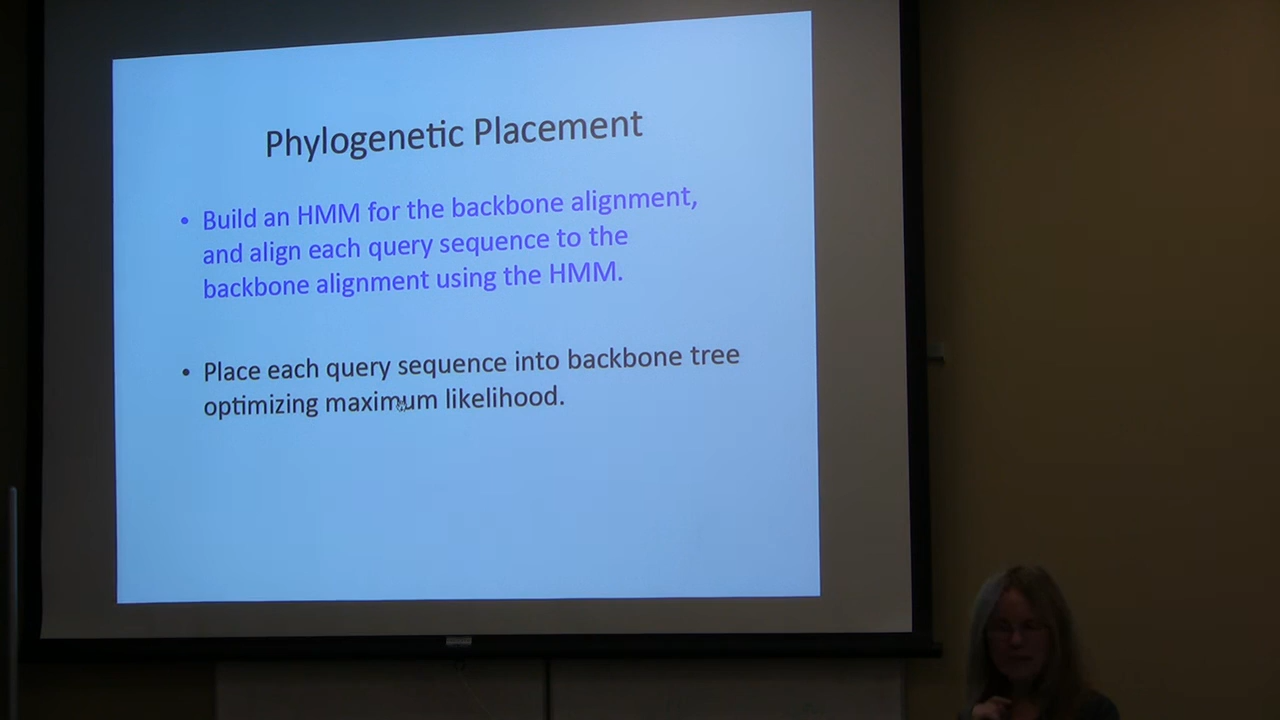 Phylogenetic Placement
• Build an HMM for the backbone alignment,
and align each query sequence to the
backbone alignment using the HMM.
• Place each query sequence into backbone tree
optimizing maximum likelihood.